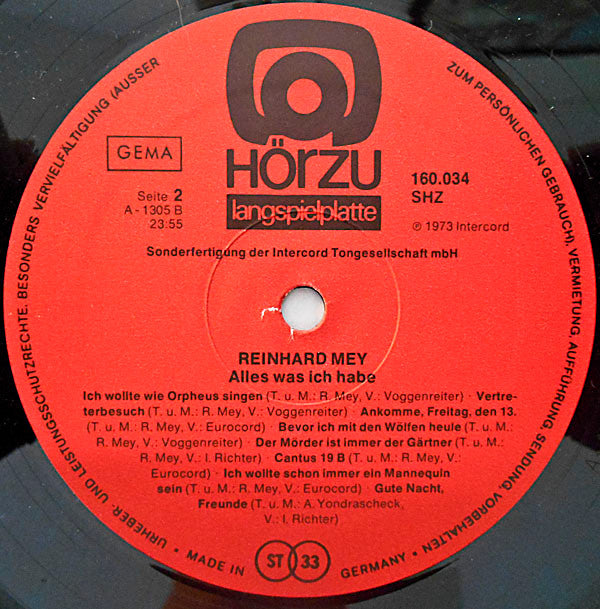 HÖRZU
langspielplatte
GEMA
Seite 2
A - 1305 B
23:55
160.034
SHZ
℗ 1973 Intercord
Sonderfertigung der Intercord Tongesellschaft mbH
REINHARD MEY
Alles was ich habe
Ich wollte wie Orpheus singen (T. u. M.: R. Mey, V.: Voggenreiter) · Vertre-
terbesuch (T. u. M.: R. Mey, V.: Voggenreiter) · Ankomme, Freitag, den 13.
(T. u. M.: R. Mey, V.: Eurocord) · Bevor ich mit den Wölfen heule (T. u. M.:
R. Mey, V.: Voggenreiter) · Der Mörder ist immer der Gärtner (T. u. M.:
R. Mey, V.: I. Richter) · Cantus 19 B (T. u. M.: R. Mey, V.:
Eurocord) · Ich wollte schon immer ein Mannequin
sein (T. u. M.: R. Mey, V.: Eurocord) · Gute Nacht,
Freunde (T. u. M.: A. Yondrascheck,
V.: I. Richter)
URHEBER- UND LEISTUNGSSCHUTZRECHTE. BESONDERS VERVIELFÄLTIGUNG (AUSSER ZUM PERSÖNLICHEN GEBRAUCH), VERMIETUNG, AUFFÜHRUNG, SENDUNG, VORBEHALTEN
· MADE IN GERMANY ·
ST 33